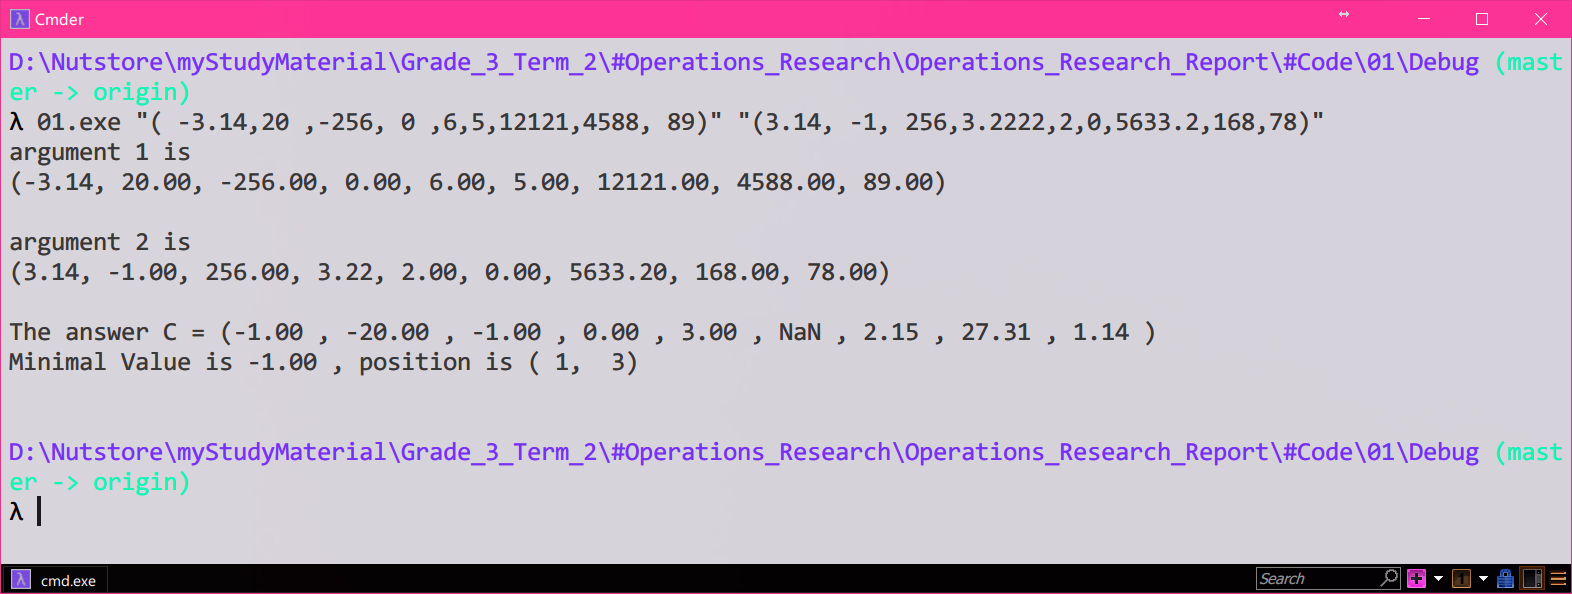 Cmder
D:\Nutstore\myStudyMaterial\Grade_3_Term_2\#Operations_Research\Operations_Research_Report\#Code\01\Debug (mast
er -> origin)
λ 01.exe "( -3.14,20 ,-256, 0 ,6,5,12121,4588, 89)" "(3.14, -1, 256,3.2222,2,0,5633.2,168,78)"
argument 1 is
(-3.14, 20.00, -256.00, 0.00, 6.00, 5.00, 12121.00, 4588.00, 89.00)
argument 2 is
(3.14, -1.00, 256.00, 3.22, 2.00, 0.00, 5633.20, 168.00, 78.00)
The answer C = (-1.00 , -20.00 , -1.00 , 0.00 , 3.00 , NaN , 2.15 , 27.31 , 1.14 )
Minimal Value is -1.00 , position is ( 1,  3)
D:\Nutstore\myStudyMaterial\Grade_3_Term_2\#Operations_Research\Operations_Research_Report\#Code\01\Debug (mast
er -> origin)
λ
λ cmd.exe Search